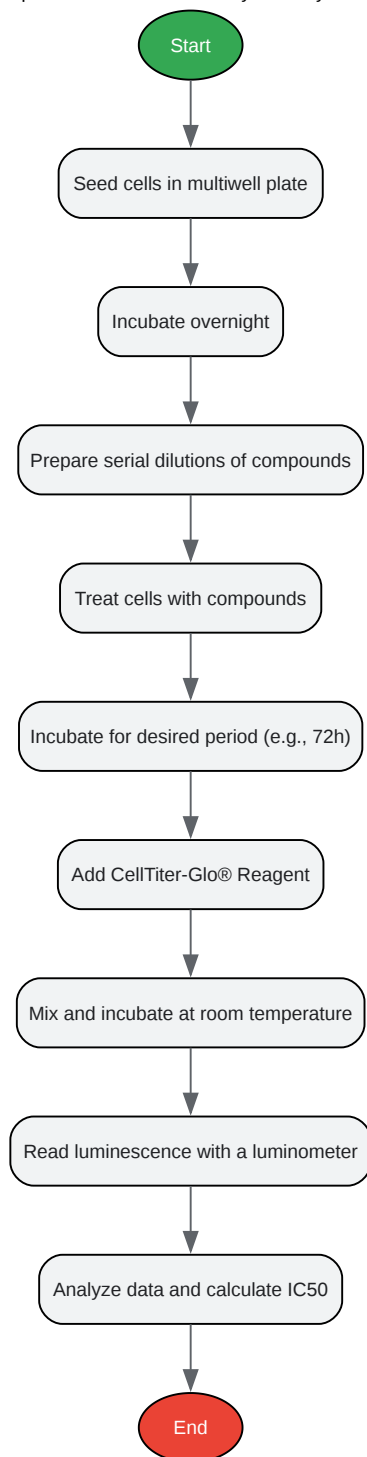 Start
Seed cells in multiwell plate
Incubate overnight
Prepare serial dilutions of compounds
Treat cells with compounds
Incubate for desired period (e.g., 72h)
Add CellTiter-Glo® Reagent
Mix and incubate at room temperature
Read luminescence with a luminometer
Analyze data and calculate IC50
End